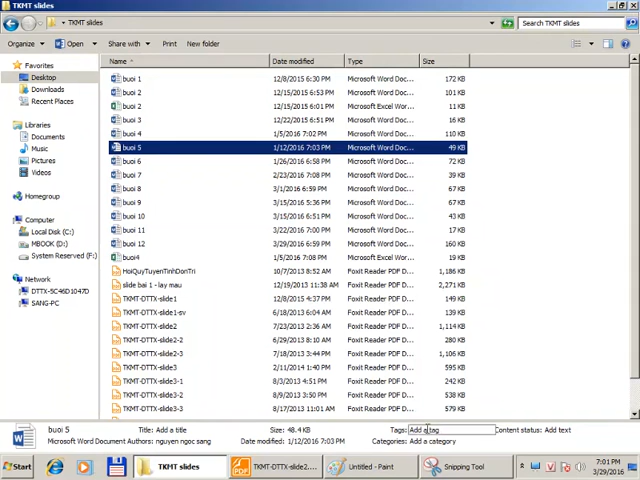 TKMT slides
TKMT slides
Search TKMT slides
Organize Open Share with Print New folder
Favorites
Desktop
Downloads
Recent Places
Libraries
Documents
Music
Pictures
Videos
Homegroup
Computer
Local Disk (C:)
MBOOK (D:)
System Reserved (F
Network
DTTX-5C46D1047D
SANG-PC
Name Date modified Type Size
buoi 1 12/8/2015 6:30 PM Microsoft Word Doc... 172 KB
buoi 2 12/15/2015 6:53 PM Microsoft Word Doc... 101 KB
buoi 2 12/15/2015 6:01 PM Microsoft Excel Wor... 11 KB
buoi 3 12/22/2015 6:51 PM Microsoft Word Doc... 16 KB
buoi 4 1/5/2016 7:02 PM Microsoft Word Doc... 110 KB
buoi 5 1/12/2016 7:03 PM Microsoft Word Doc... 49 KB
buoi 6 1/26/2016 6:58 PM Microsoft Word Doc... 72 KB
buoi 7 2/23/2016 7:08 PM Microsoft Word Doc... 39 KB
buoi 8 3/1/2016 6:59 PM Microsoft Word Doc... 67 KB
buoi 9 3/15/2016 5:36 PM Microsoft Word Doc... 67 KB
buoi 10 3/15/2016 6:51 PM Microsoft Word Doc... 43 KB
buoi 11 3/22/2016 7:00 PM Microsoft Word Doc... 17 KB
buoi 12 3/29/2016 6:59 PM Microsoft Word Doc... 160 KB
buoi4 1/5/2016 7:08 PM Microsoft Excel Wor... 19 KB
HoiQuyTuyenTinhDonTri 10/7/2013 8:52 AM Foxit Reader PDF D... 1,186 KB
slide bai 1 - lay mau 12/19/2013 11:38 AM Foxit Reader PDF D... 2,271 KB
TKMT-DTTX-slide1 12/8/2015 4:37 PM Foxit Reader PDF D... 149 KB
TKMT-DTTX-slide1-sv 6/18/2013 6:04 AM Foxit Reader PDF D... 642 KB
TKMT-DTTX-slide2 7/23/2013 2:36 AM Foxit Reader PDF D... 1,114 KB
TKMT-DTTX-slide2-2 6/28/2013 6:33 PM Foxit Reader PDF D... 280 KB
TKMT-DTTX-slide2-3 7/18/2013 3:44 PM Foxit Reader PDF D... 1,106 KB
TKMT-DTTX-slide3 2/11/2014 1:40 PM Foxit Reader PDF D... 595 KB
TKMT-DTTX-slide3-1 8/3/2013 4:51 PM Foxit Reader PDF D... 242 KB
TKMT-DTTX-slide3-2 8/3/2013 4:50 PM Foxit Reader PDF D... 538 KB
TKMT-DTTX-slide3-3 8/17/2013 11:01 AM Foxit Reader PDF D... 579 KB
buoi 5 Title: Add a title Size: 48.4 KB Tags: Add a tag Content status: Add text
Microsoft Word Document Authors: nguyen ngoc sang Date modified: 1/12/2016 7:03 PM Categories: Add a category
Start TKMT slides TKMT-DTTX-slide2.... Untitled - Paint Snipping Tool 7:01 PM
3/29/2016